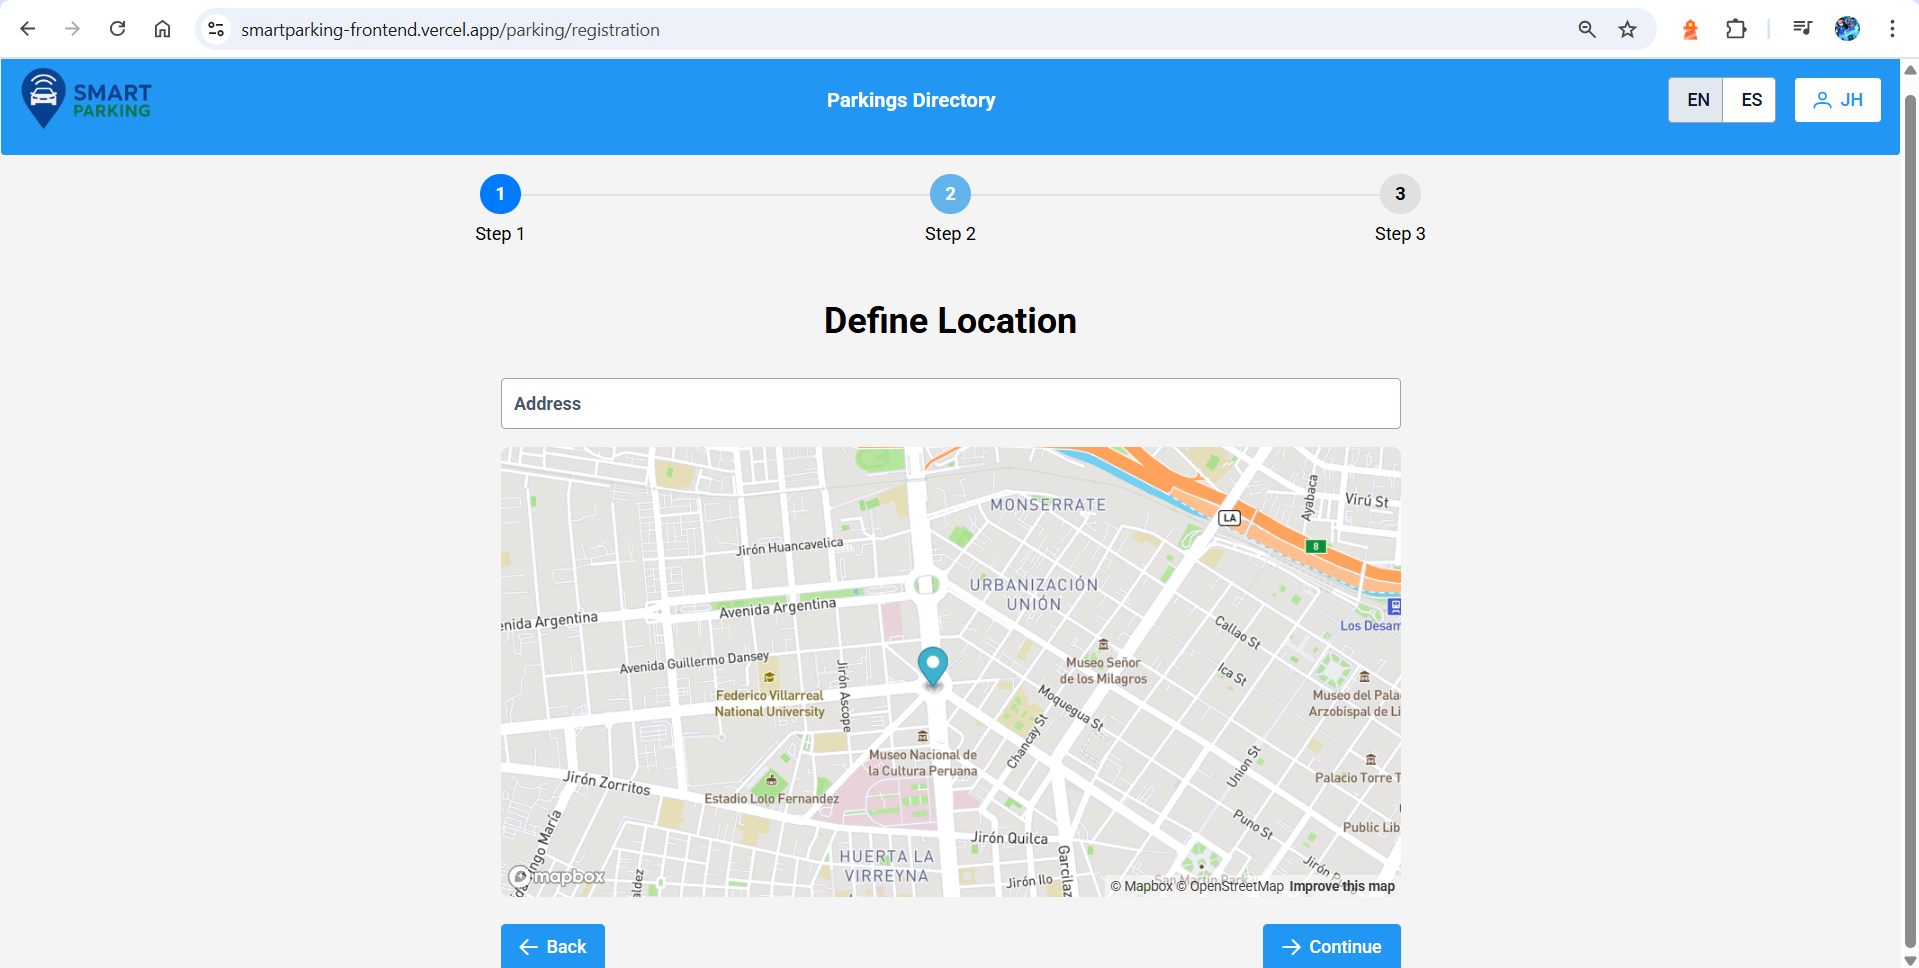 smartparking-frontend.vercel.app/parking/registration
SMART
PARKING
Parkings Directory
EN
ES
JH
1
2
3
Step 1
Step 2
Step 3
Define Location
Address
MONSERRATE
LA
Ayabaca
Virú St
8
Jirón Huancavelica
URBANIZACIÓN
UNIÓN
Avenida Argentina
enida Argentina
Callao St
Los Desam
Avenida Guillermo Dansey
Jirón Ascope
Museo Señor
de los Milagros
Ica St
Federico Villarreal
National University
Moquegua St
Museo del Pala
Arzobispal de Li
Chancay St
Museo Nacional de
la Cultura Peruana
Union St
Palacio Torre T
Jirón Zorritos
Estadio Lolo Fernandez
Puno St
Public Lib
ngo María
Jirón Quilca
HUERTA LA
VIRREYNA
Garcilaz
Jirón Ilo
San Martin Park
mapbox
© Mapbox © OpenStreetMap Improve this map
Back
Continue